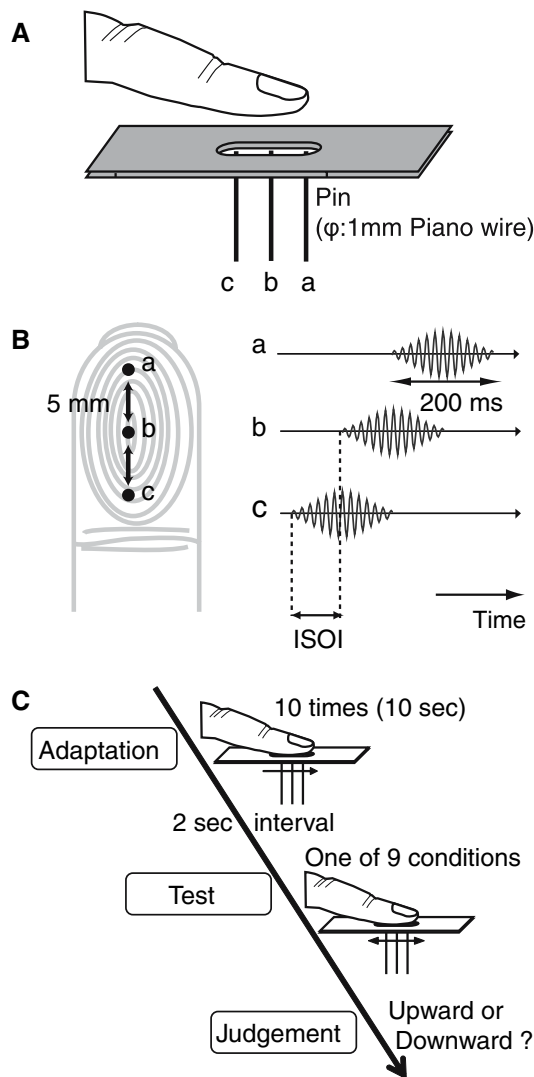 A
Pin
(φ:1mm Piano wire)
c b a
B
a
5 mm
b
c
a
200 ms
b
c
Time
ISOI
C
10 times (10 sec)
Adaptation
2 sec interval
One of 9 conditions
Test
Upward or
Downward ?
Judgement